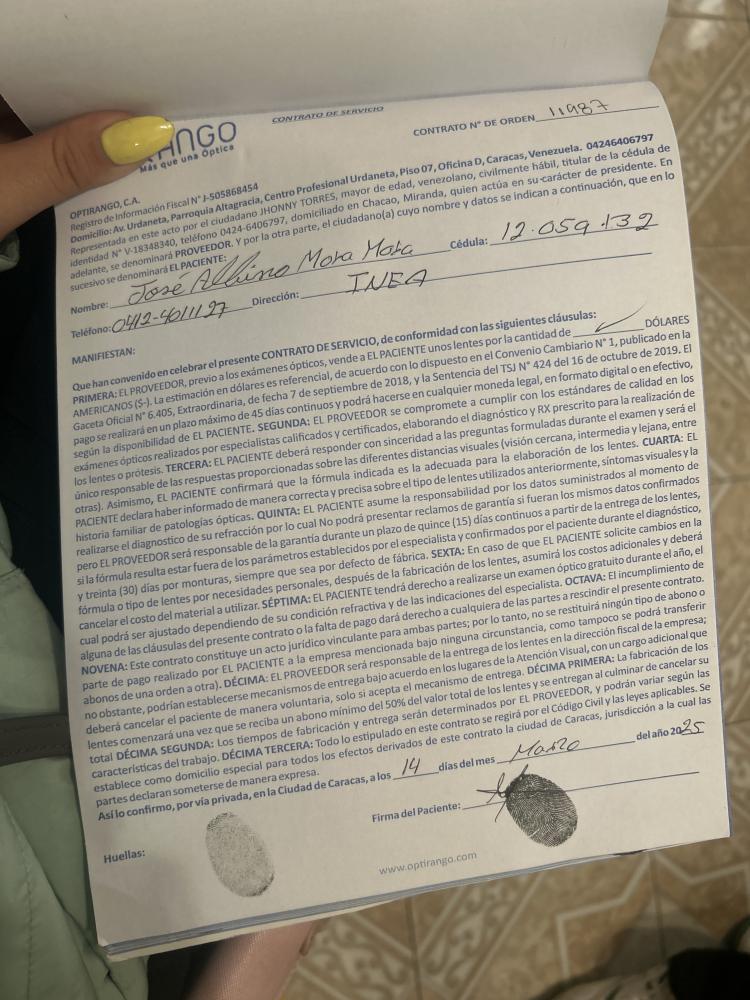 CONTRATO DE SERVICIO
ANGO
Más que una Óptica
CONTRATO N° DE ORDEN 11987
OPTIRANGO, C.A.
Registro de Información Fiscal N° J-505868454
Domicilio: Av. Urdaneta, Parroquia Altagracia, Centro Profesional Urdaneta, Piso 07, Oficina D, Caracas, Venezuela. 04246406797
Representada en este acto por el ciudadano JHONNY TORRES, mayor de edad, venezolano, civilmente hábil, titular de la cédula de
identidad N° V-18348340, teléfono 0424-6406797, domiciliado en Chacao, Miranda, quien actúa en su carácter de presidente. En
adelante, se denominará PROVEEDOR. Y por la otra parte, el ciudadano(a) cuyo nombre y datos se indican a continuación, que en lo
sucesivo se denominará EL PACIENTE:
Nombre: José Albino Mora Mora Cédula: 12.059.132
Teléfono: 0412-4011127 Dirección: INEA
MANIFIESTAN:
Que han convenido en celebrar el presente CONTRATO DE SERVICIO, de conformidad con las siguientes cláusulas:
PRIMERA: EL PROVEEDOR, previo a los exámenes ópticos, vende a EL PACIENTE unos lentes por la cantidad de DÓLARES
AMERICANOS ($-). La estimación en dólares es referencial, de acuerdo con lo dispuesto en el Convenio Cambiario N° 1, publicado en la
Gaceta Oficial N° 6.405, Extraordinaria, de fecha 7 de septiembre de 2018, y la Sentencia del TSJ N° 424 del 16 de octubre de 2019. El
pago se realizará en un plazo máximo de 45 días continuos y podrá hacerse en cualquier moneda legal, en formato digital o en efectivo,
según la disponibilidad de EL PACIENTE. SEGUNDA: EL PROVEEDOR se compromete a cumplir con los estándares de calidad en los
exámenes ópticos realizados por especialistas calificados y certificados, elaborando el diagnóstico y RX prescrito para la realización de
los lentes o prótesis. TERCERA: EL PACIENTE deberá responder con sinceridad a las preguntas formuladas durante el examen y será el
único responsable de las respuestas proporcionadas sobre las diferentes distancias visuales (visión cercana, intermedia y lejana, entre
otras). Asimismo, EL PACIENTE confirmará que la fórmula indicada es la adecuada para la elaboración de los lentes. CUARTA: EL
PACIENTE declara haber informado de manera correcta y precisa sobre el tipo de lentes utilizados anteriormente, síntomas visuales y la
historia familiar de patologías ópticas. QUINTA: EL PACIENTE asume la responsabilidad por los datos suministrados al momento de
realizarse el diagnostico de su refracción por lo cual No podrá presentar reclamos de garantía si fueran los mismos datos confirmados
pero EL PROVEEDOR será responsable de la garantía durante un plazo de quince (15) días continuos a partir de la entrega de los lentes,
si la fórmula resulta estar fuera de los parámetros establecidos por el especialista y confirmados por el paciente durante el diagnóstico,
y treinta (30) días por monturas, siempre que sea por defecto de fábrica. SEXTA: En caso de que EL PACIENTE solicite cambios en la
fórmula o tipo de lentes por necesidades personales, después de la fabricación de los lentes, asumirá los costos adicionales y deberá
cancelar el costo del material a utilizar. SÉPTIMA: EL PACIENTE tendrá derecho a realizarse un examen óptico gratuito durante el año, el
cual podrá ser ajustado dependiendo de su condición refractiva y de las indicaciones del especialista. OCTAVA: El incumplimiento de
alguna de las cláusulas del presente contrato o la falta de pago dará derecho a cualquiera de las partes a rescindir el presente contrato.
NOVENA: Este contrato constituye un acto jurídico vinculante para ambas partes; por lo tanto, no se restituirá ningún tipo de abono o
parte de pago realizado por EL PACIENTE a la empresa mencionada bajo ninguna circunstancia, como tampoco se podrá transferir
abonos de una orden a otra). DÉCIMA: EL PROVEEDOR será responsable de la entrega de los lentes en la dirección fiscal de la empresa;
no obstante, podrían establecerse mecanismos de entrega bajo acuerdo en los lugares de la Atención Visual, con un cargo adicional que
deberá cancelar el paciente de manera voluntaria, solo si acepta el mecanismo de entrega. DÉCIMA PRIMERA: La fabricación de los
lentes comenzará una vez que se reciba un abono mínimo del 50% del valor total de los lentes y se entregan al culminar de cancelar su
total DÉCIMA SEGUNDA: Los tiempos de fabricación y entrega serán determinados por EL PROVEEDOR, y podrán variar según las
características del trabajo. DÉCIMA TERCERA: Todo lo estipulado en este contrato se regirá por el Código Civil y las leyes aplicables. Se
establece como domicilio especial para todos los efectos derivados de este contrato la ciudad de Caracas, jurisdicción a la cual las
partes declaran someterse de manera expresa.
Así lo confirmo, por vía privada, en la Ciudad de Caracas, a los 14 días del mes Marzo del año 2025
Firma del Paciente:
Huellas:
www.optirango.com